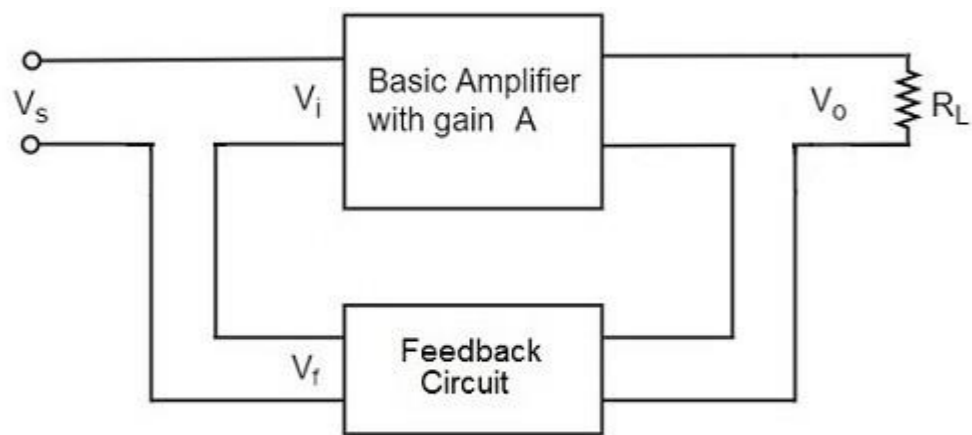 Vs
Vi
Basic Amplifier
with gain A
Vo
RL
Vf
Feedback
Circuit